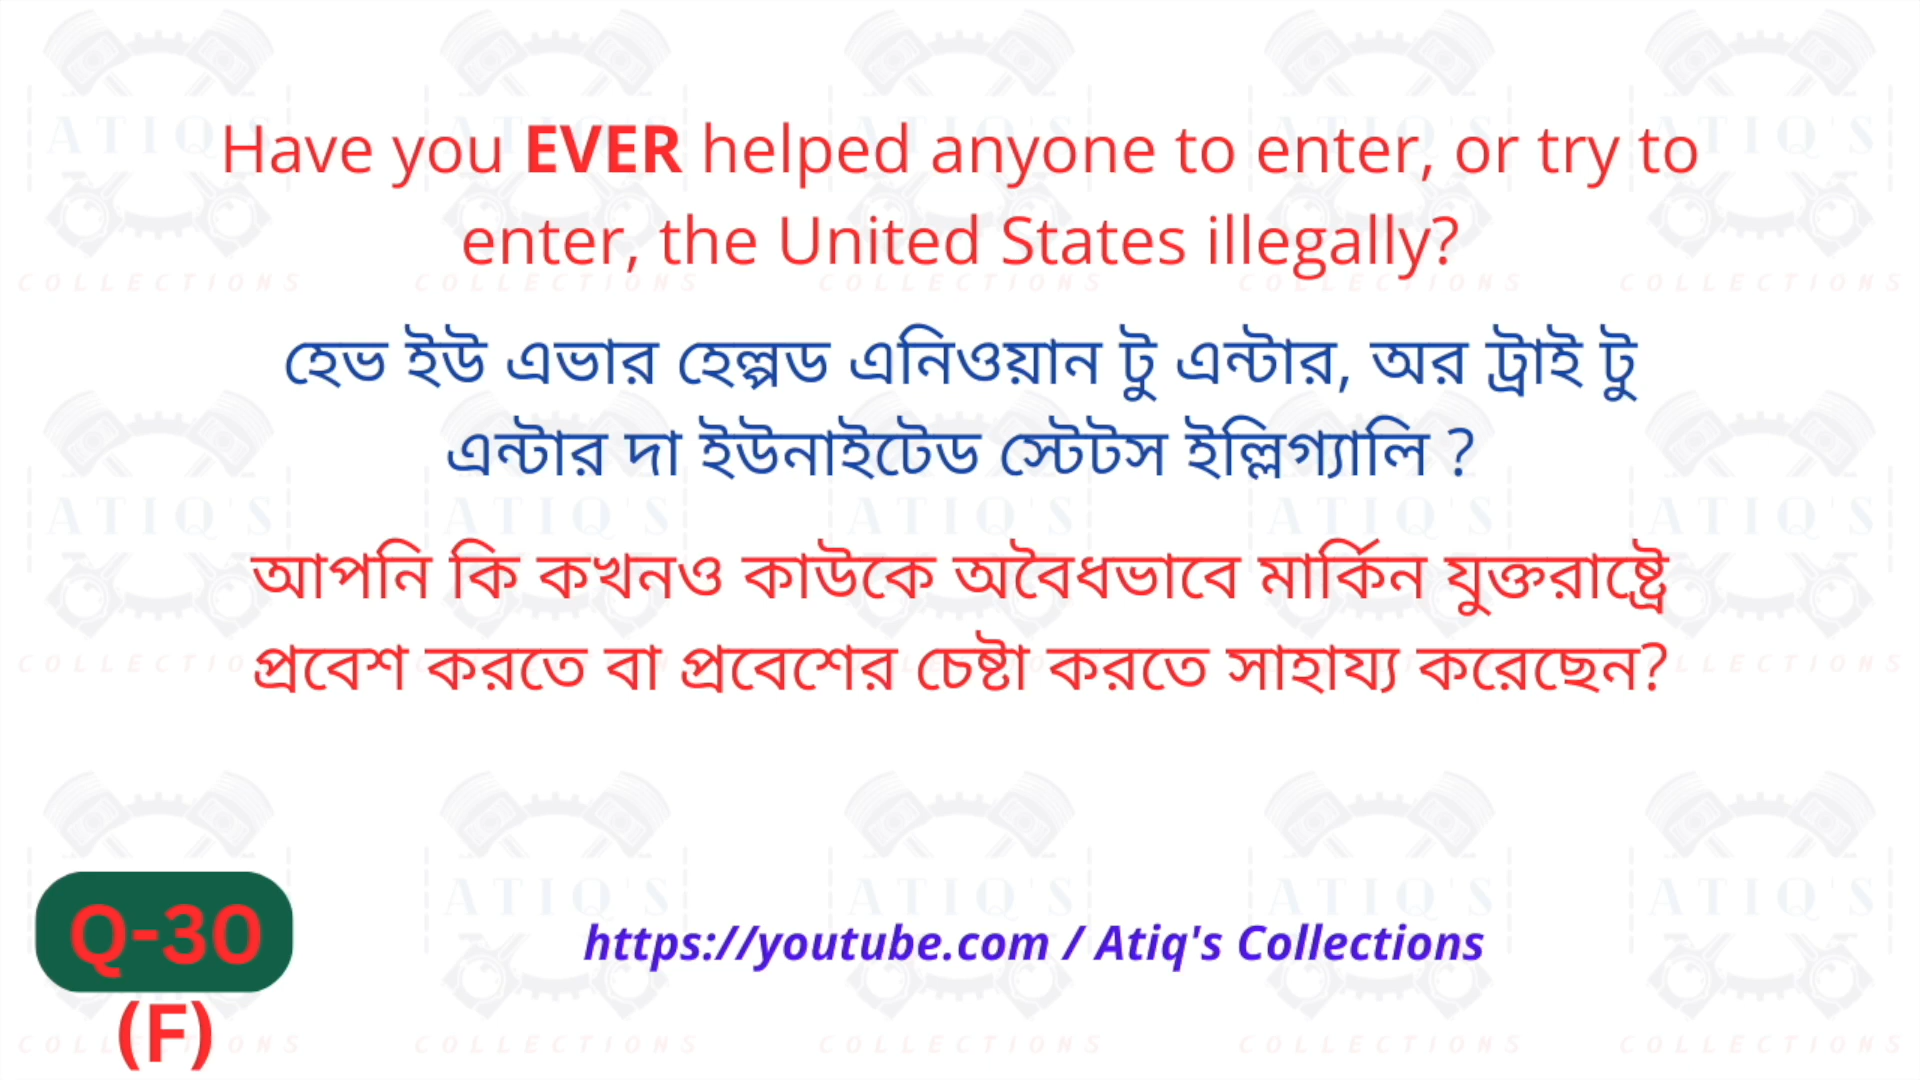 Have you EVER helped anyone to enter, or try to
enter, the United States illegally?
হেভ ইউ এভার হেল্পড এনিওয়ান টু এন্টার, অর ট্রাই টু
এন্টার দা ইউনাইটেড স্টেটস ইল্লিগ্যালি ?
আপনি কি কখনও কাউকে অবৈধভাবে মার্কিন যুক্তরাষ্ট্রে
প্রবেশ করতে বা প্রবেশের চেষ্টা করতে সাহায্য করেছেন?
Q-30
(F)
https://youtube.com / Atiq's Collections
ATIQ'S
COLLECTIONS